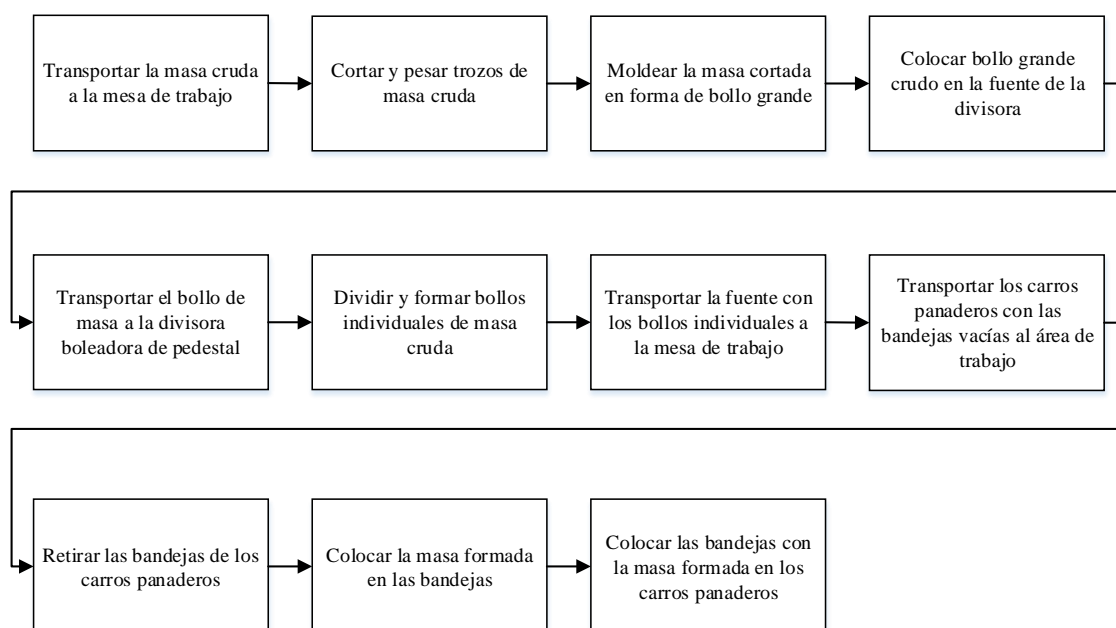 Transportar la masa cruda
a la mesa de trabajo
Cortar y pesar trozos de
masa cruda
Moldear la masa cortada
en forma de bollo grande
Colocar bollo grande
crudo en la fuente de la
divisora
Transportar el bollo de
masa a la divisora
boleadora de pedestal
Dividir y formar bollos
individuales de masa
cruda
Transportar la fuente con
los bollos individuales a
la mesa de trabajo
Transportar los carros
panaderos con las
bandejas vacías al área de
trabajo
Retirar las bandejas de los
carros panaderos
Colocar la masa formada
en las bandejas
Colocar las bandejas con
la masa formada en los
carros panaderos